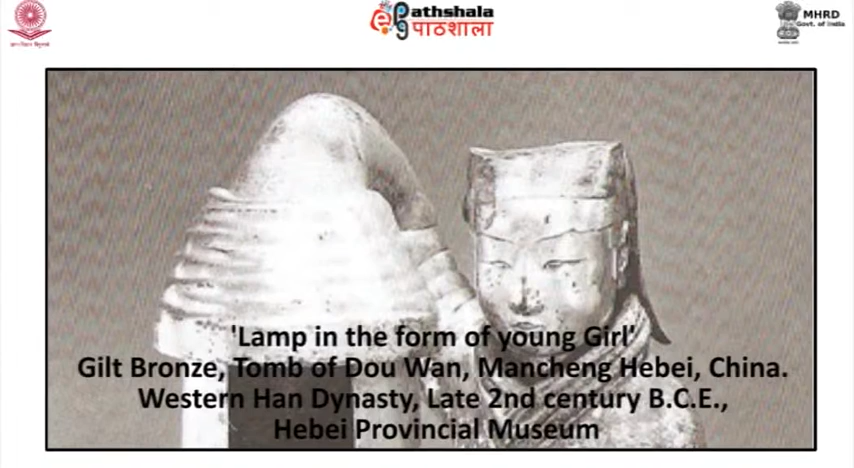 epathshala
पाठशाला
MHRD
Govt. of India
'Lamp in the form of young Girl'
Gilt Bronze, Tomb of Dou Wan, Mancheng Hebei, China.
Western Han Dynasty, Late 2nd century B.C.E.,
Hebei Provincial Museum